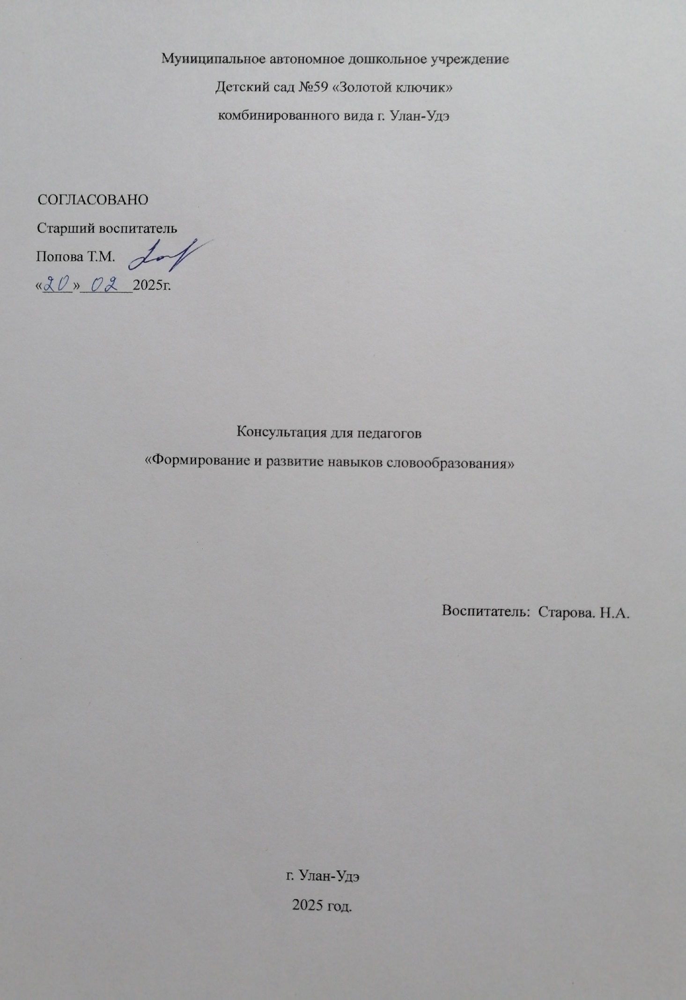 Муниципальное автономное дошкольное учреждение
Детский сад №59 «Золотой ключик»
комбинированного вида г. Улан-Удэ
СОГЛАСОВАНО
Старший воспитатель
Попова Т.М.
«20» 02 2025г.
Консультация для педагогов
«Формирование и развитие навыков словообразования»
Воспитатель: Старова. Н.А.
г. Улан-Удэ
2025 год.